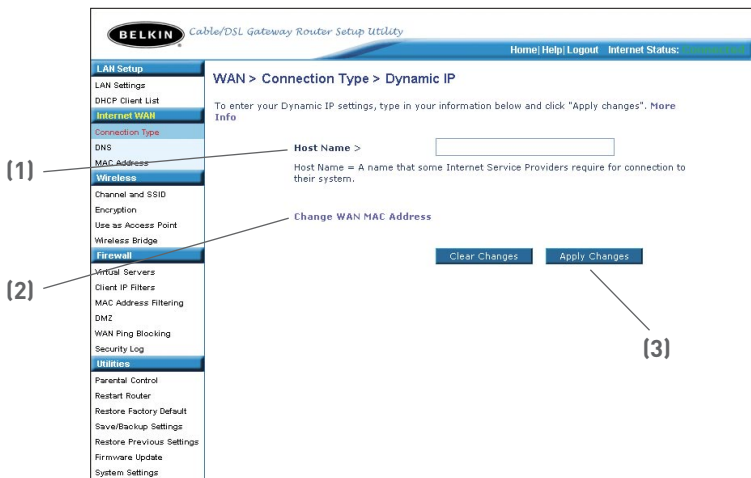 BELKIN
Cable/DSL Gateway Router Setup Utility
Home| Help| Logout Internet Status:
LAN Setup
LAN Settings
DHCP Client List
Internet WAN
Connection Type
DNS
MAC Address
Wireless
Channel and SSID
Encryption
Use as Access Point
Wireless Bridge
Firewall
Virtual Servers
Client IP Filters
MAC Address Filtering
DMZ
WAN Ping Blocking
Security Log
Utilities
Parental Control
Restart Router
Restore Factory Default
Save/Backup Settings
Restore Previous Settings
Firmware Update
System Settings
WAN > Connection Type > Dynamic IP
To enter your Dynamic IP settings, type in your information below and click "Apply changes". More
Info
(1)
Host Name >
Host Name = A name that some Internet Service Providers require for connection to
their system.
(2)
Change WAN MAC Address
Clear Changes
Apply Changes
(3)